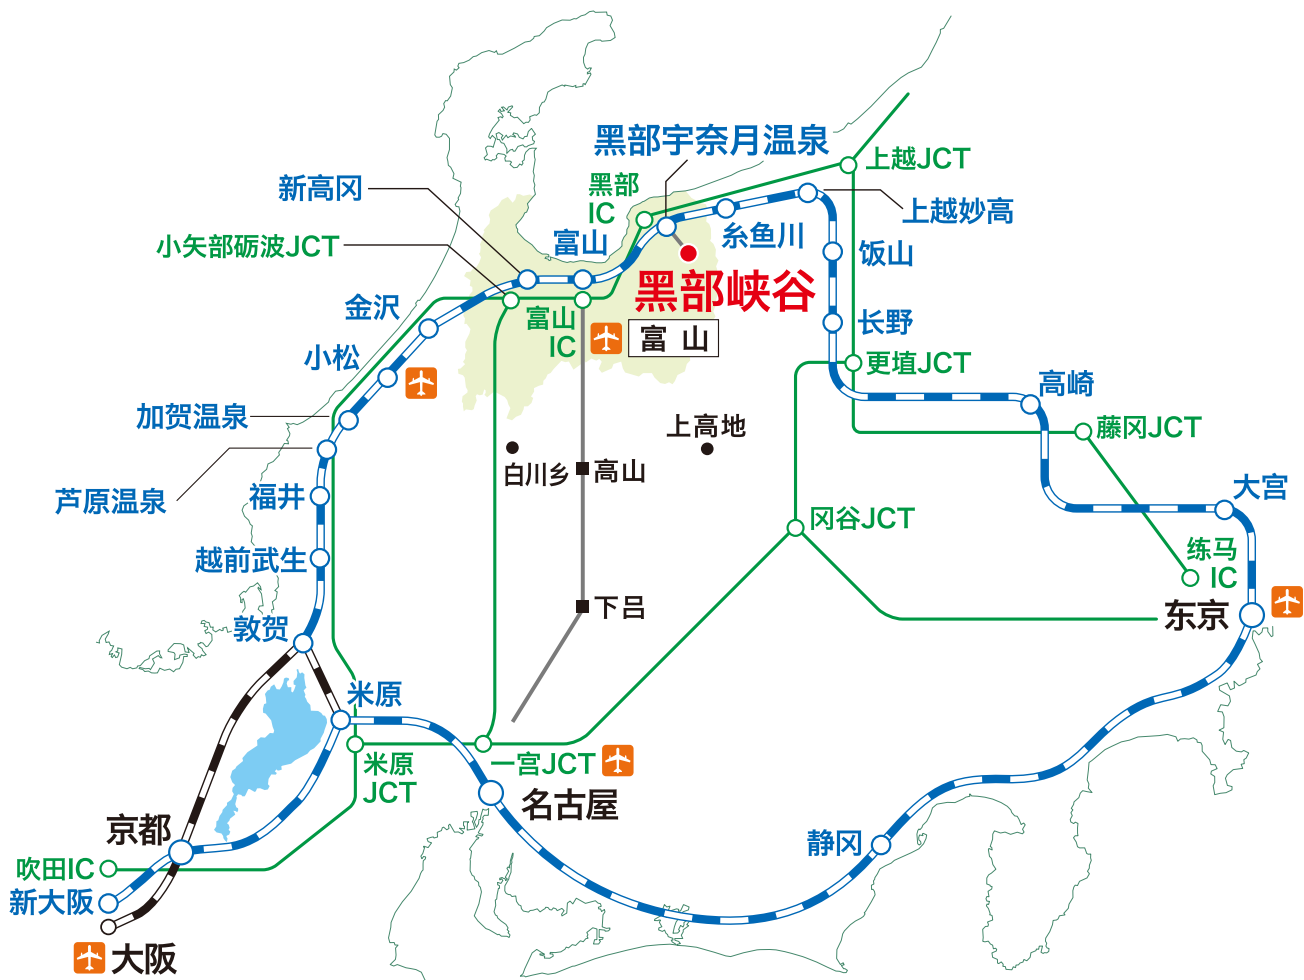 黑部宇奈月温泉
上越JCT
新高冈
黑部
IC
上越妙高
小矢部砺波JCT
富山
糸鱼川
饭山
黑部峡谷
金沢
富山
IC
富 山
长野
小松
更埴JCT
高崎
加贺温泉
上高地
藤冈JCT
白川乡
高山
芦原温泉
福井
大宫
冈谷JCT
越前武生
练马
IC
下吕
东京
敦贺
米原
米原
JCT
一宫JCT
名古屋
京都
静冈
吹田IC
新大阪
大阪